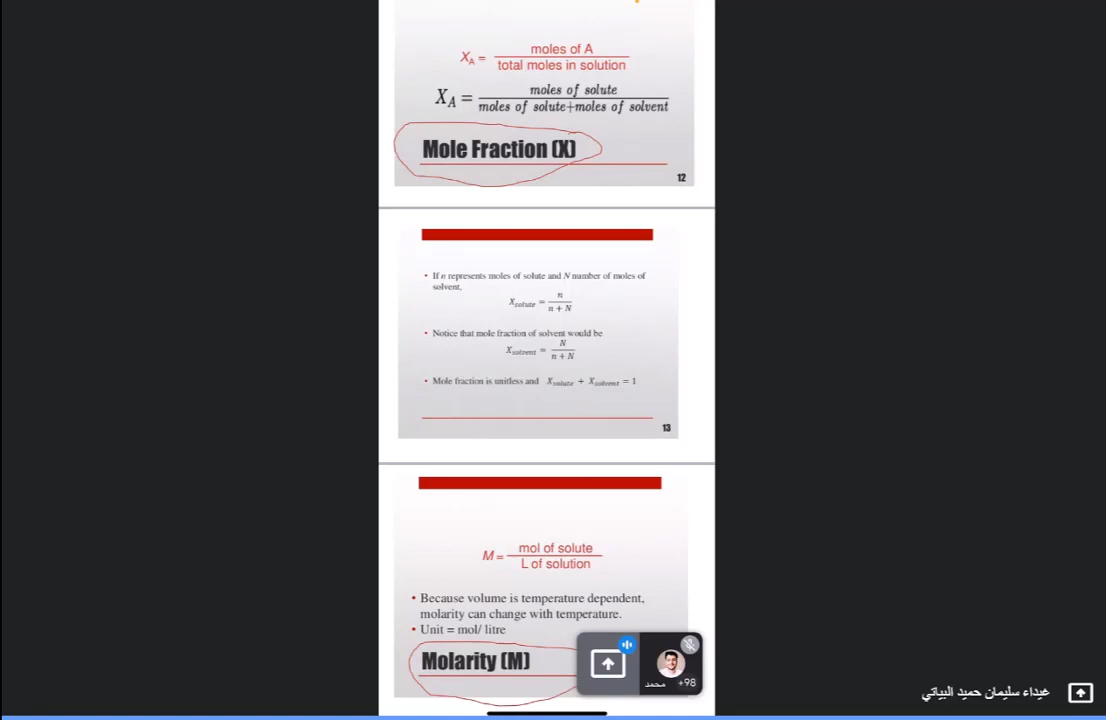 X_A = moles of A / total moles in solution
X_A = moles of solute / moles of solute+moles of solvent
Mole Fraction (X)
12
• If n represents moles of solute and N number of moles of
solvent,
X_solute = n / n + N
• Notice that mole fraction of solvent would be
X_solvent = N / n + N
• Mole fraction is unitless and X_solute + X_solvent = 1
13
M = mol of solute / L of solution
• Because volume is temperature dependent,
molarity can change with temperature.
• Unit = mol/ litre
Molarity (M)
محمد
+98
غيداء سليمان حميد البياتي